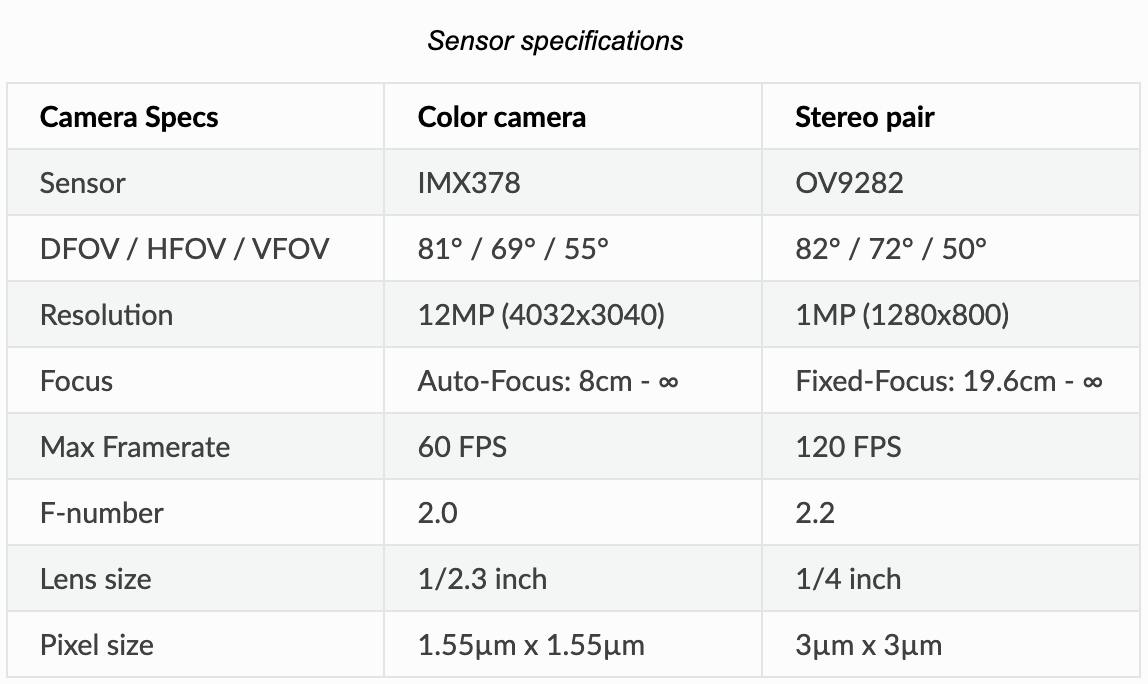 Sensor specifications
Camera Specs Color camera Stereo pair
Sensor IMX378 OV9282
DFOV / HFOV / VFOV 81° / 69° / 55° 82° / 72° / 50°
Resolution 12MP (4032x3040) 1MP (1280x800)
Focus Auto-Focus: 8cm - ∞ Fixed-Focus: 19.6cm - ∞
Max Framerate 60 FPS 120 FPS
F-number 2.0 2.2
Lens size 1/2.3 inch 1/4 inch
Pixel size 1.55µm x 1.55µm 3µm x 3µm